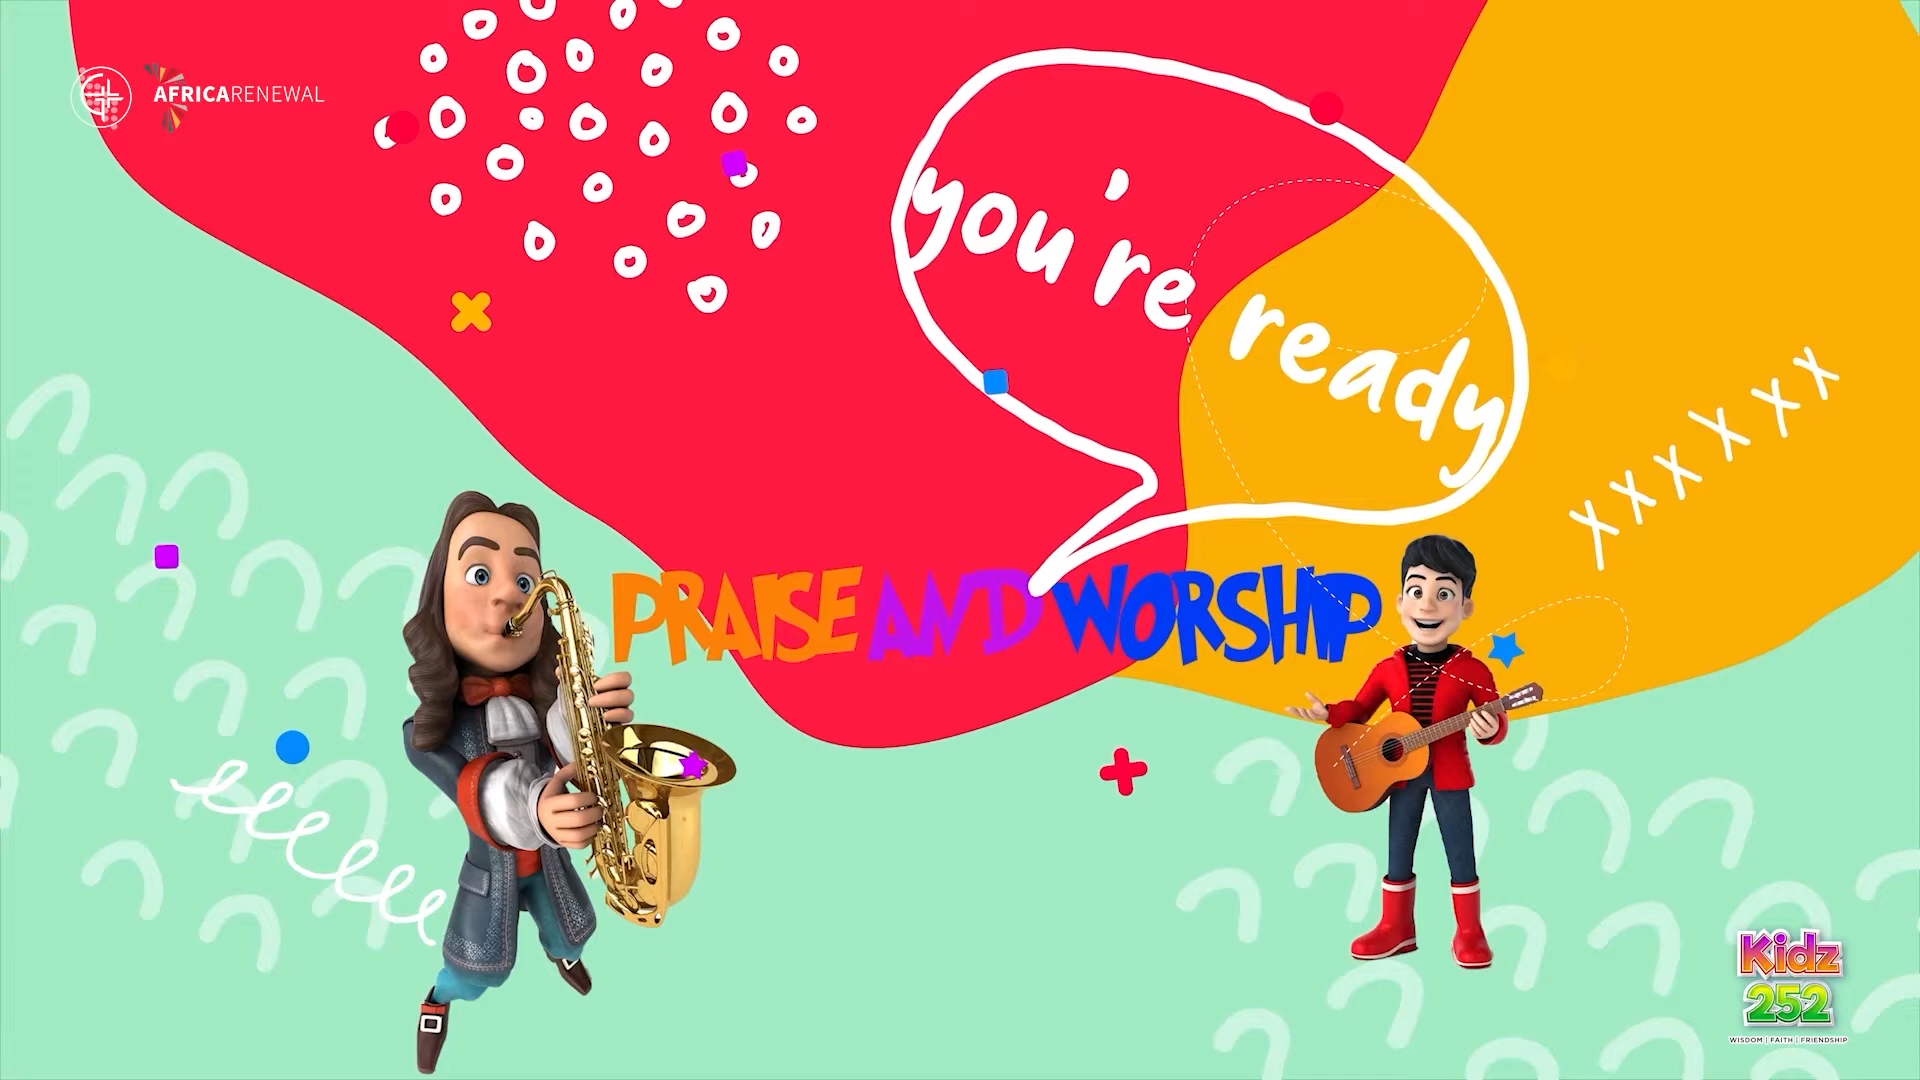 AFRICARENEWAL
you're ready
PRAISE AND WORSHIP
Kidz
252
WISDOM | FAITH | FRIENDSHIP